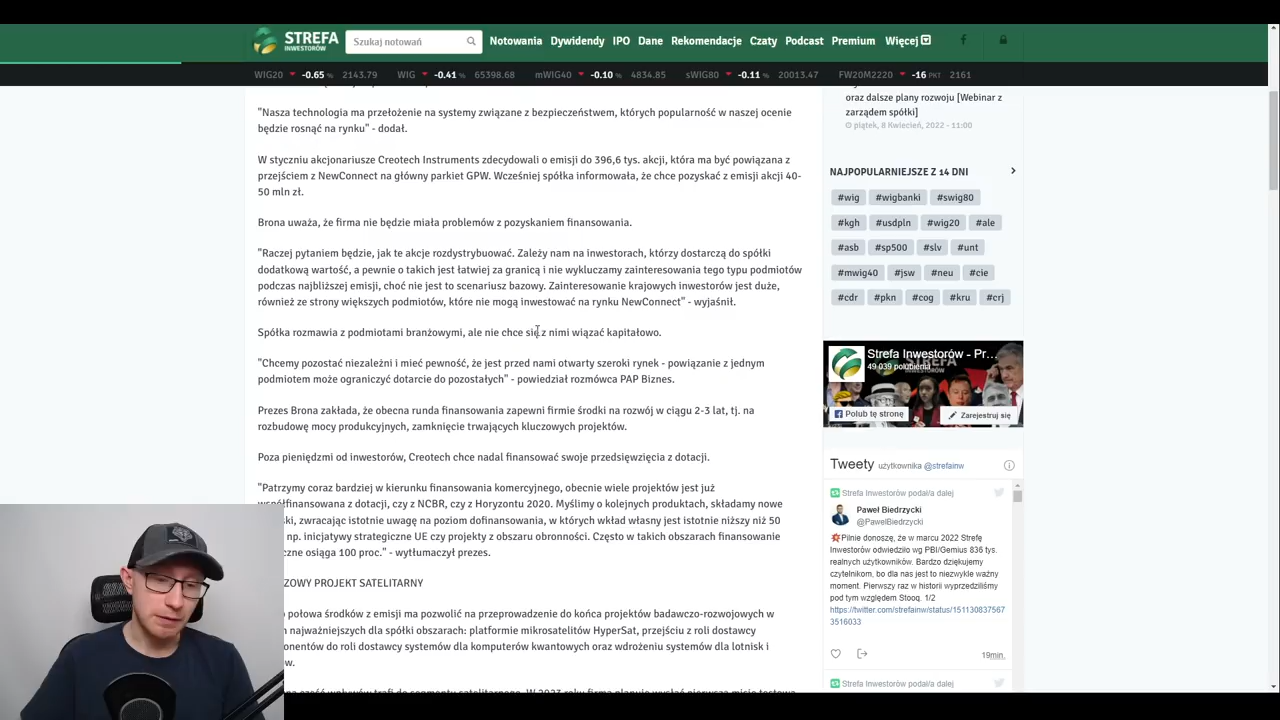 STREFA
INWESTORÓW
Szukaj notowań
Notowania Dywidendy IPO Dane Rekomendacje Czaty Podcast Premium Więcej
WIG20 -0.65 % 2143.79 WIG -0.41 % 65398.68 mWIG40 -0.10 % 4834.85 sWIG80 -0.11 % 20013.47 FW20M2220 -16 PKT 2161
"Nasza technologia ma przełożenie na systemy związane z bezpieczeństwem, których popularność w naszej ocenie
będzie rosnąć na rynku" - dodał.
W styczniu akcjonariusze Creotech Instruments zdecydowali o emisji do 396,6 tys. akcji, która ma być powiązana z
przejściem z NewConnect na główny parkiet GPW. Wcześniej spółka informowała, że chce pozyskać z emisji akcji 40-
50 mln zł.
Brona uważa, że firma nie będzie miała problemów z pozyskaniem finansowania.
"Raczej pytaniem będzie, jak te akcje rozdystrybuować. Zależy nam na inwestorach, którzy dostarczą do spółki
dodatkową wartość, a pewnie o takich jest łatwiej za granicą i nie wykluczamy zainteresowania tego typu podmiotów
podczas najbliższej emisji, choć nie jest to scenariusz bazowy. Zainteresowanie krajowych inwestorów jest duże,
również ze strony większych podmiotów, które nie mogą inwestować na rynku NewConnect" - wyjaśnił.
Spółka rozmawia z podmiotami branżowymi, ale nie chce się z nimi wiązać kapitałowo.
"Chcemy pozostać niezależni i mieć pewność, że jest przed nami otwarty szeroki rynek - powiązanie z jednym
podmiotem może ograniczyć dotarcie do pozostałych" - powiedział rozmówca PAP Biznes.
Prezes Brona zakłada, że obecna runda finansowania zapewni firmie środki na rozwój w ciągu 2-3 lat, tj. na
rozbudowę mocy produkcyjnych, zamknięcie trwających kluczowych projektów.
Poza pieniędzmi od inwestorów, Creotech chce nadal finansować swoje przedsięwzięcia z dotacji.
"Patrzymy coraz bardziej w kierunku finansowania komercyjnego, obecnie wiele projektów jest już
współfinansowana z dotacji, czy z NCBR, czy z Horyzontu 2020. Myślimy o kolejnych produktach, składamy nowe
ski, zwracając istotnie uwagę na poziom dofinansowania, w których wkład własny jest istotnie niższy niż 50
np. inicjatywy strategiczne UE czy projekty z obszaru obronności. Często w takich obszarach finansowanie
czne osiąga 100 proc." - wytłumaczył prezes.
ZOWY PROJEKT SATELITARNY
połowa środków z emisji ma pozwolić na przeprowadzenie do końca projektów badawczo-rozwojowych w
h najważniejszych dla spółki obszarach: platformie mikrosatelitów HyperSat, przejściu z roli dostawcy
onentów do roli dostawcy systemów dla komputerów kwantowych oraz wdrożeniu systemów dla lotnisk i
w.
oraz dalsze plany rozwoju [Webinar z
zarządem spółki]
piątek, 8 Kwiecień, 2022 - 11:00
NAJPOPULARNIEJSZE Z 14 DNI
#wig #wigbanki #swig80
#kgh #usdpln #wig20 #ale
#asb #sp500 #slv #unt
#mwig40 #jsw #neu #cie
#cdr #pkn #cog #kru #crj
Strefa Inwestorów - Pr...
49 039 polubienia
Polub tę stronę Zarejestruj się
Tweety użytkownika @strefainw
Strefa Inwestorów podał/a dalej
Paweł Biedrzycki
@PawelBiedrzycki
Pilnie donoszę, że w marcu 2022 Strefę
Inwestorów odwiedziło wg PBI/Gemius 836 tys.
realnych użytkowników. Bardzo dziękujemy
czytelnikom, bo dla nas jest to niezwykle ważny
moment. Pierwszy raz w historii wyprzedziliśmy
pod tym względem Stooq. 1/2
https://twitter.com/strefainw/status/151130837567
3516033
19min.
Strefa Inwestorów podał/a dalej